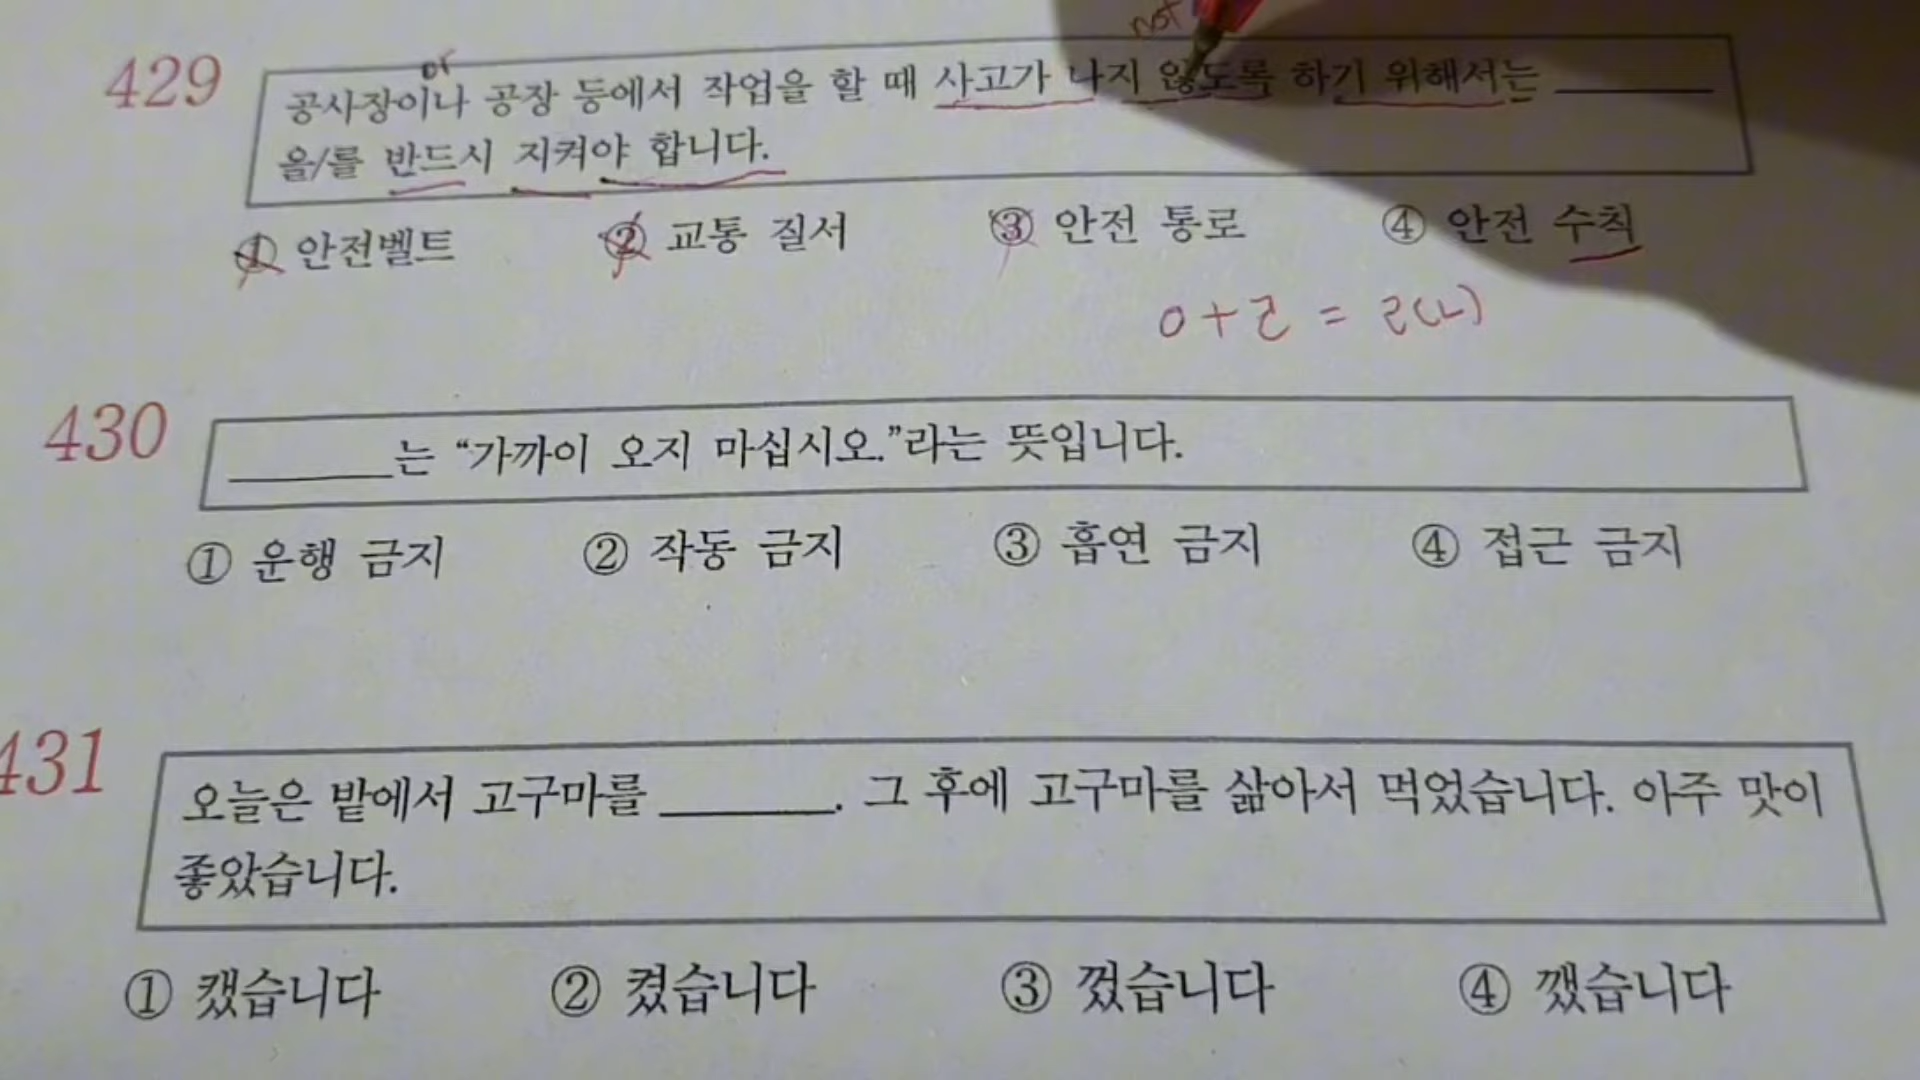 not
or
429
공사장이나 공장 등에서 작업을 할 때 사고가 나지 않도록 하기 위해서는 ______
을/를 반드시 지켜야 합니다.
① 안전벨트 ② 교통 질서 ③ 안전 통로 ④ 안전 수칙
ㅇ+ㄹ = ㄹ(ㄴ)
430
______는 “가까이 오지 마십시오.”라는 뜻입니다.
① 운행 금지 ② 작동 금지 ③ 흡연 금지 ④ 접근 금지
431
오늘은 밭에서 고구마를 ______. 그 후에 고구마를 삶아서 먹었습니다. 아주 맛이
좋았습니다.
① 캤습니다 ② 켰습니다 ③ 껐습니다 ④ 깼습니다